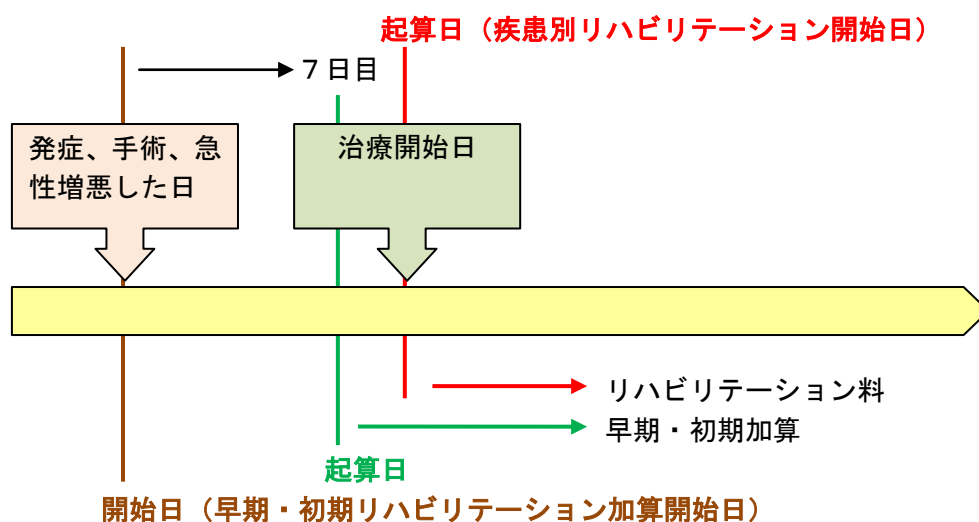 起算日（疾患別リハビリテーション開始日）
７日目
発症、手術、急
性増悪した日
治療開始日
リハビリテーション料
早期・初期加算
起算日
開始日（早期・初期リハビリテーション加算開始日）